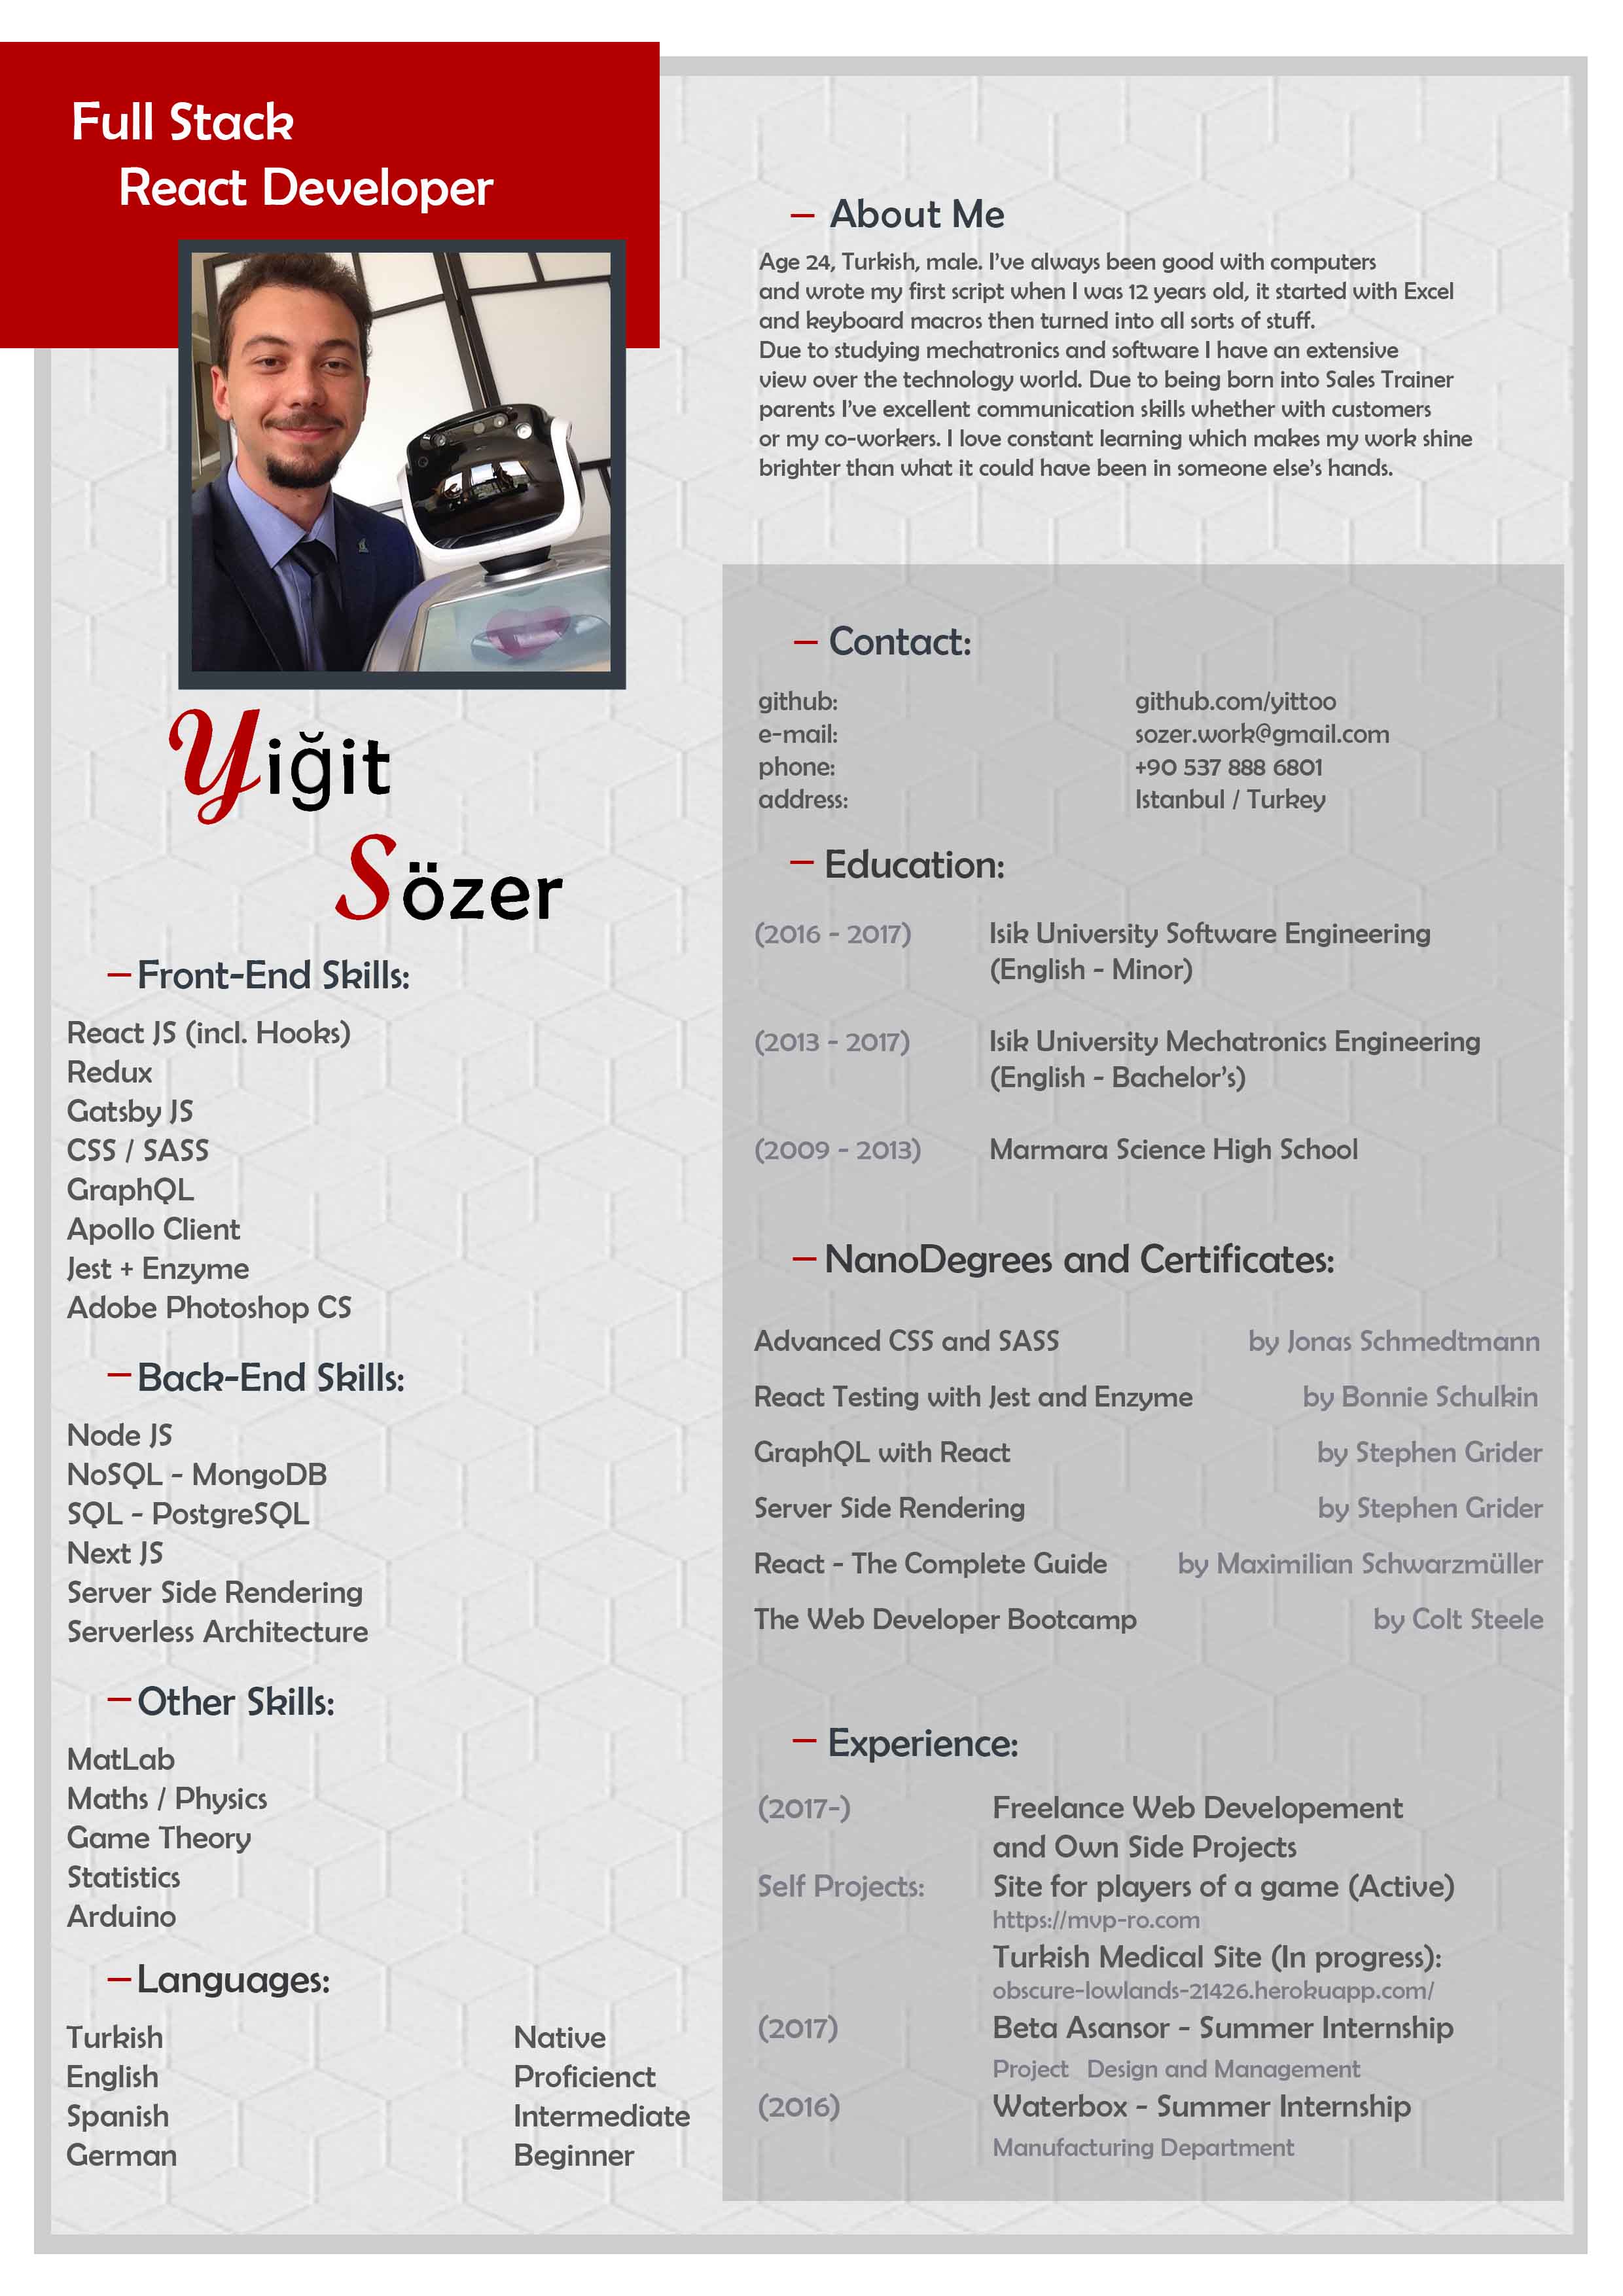 Full Stack
React Developer
Yiğit
Sözer
Front-End Skills:
React JS (incl. Hooks)
Redux
Gatsby JS
CSS / SASS
GraphQL
Apollo Client
Jest + Enzyme
Adobe Photoshop CS
Back-End Skills:
Node JS
NoSQL - MongoDB
SQL - PostgreSQL
Next JS
Server Side Rendering
Serverless Architecture
Other Skills:
MatLab
Maths / Physics
Game Theory
Statistics
Arduino
Languages:
Turkish Native
English Proficienct
Spanish Intermediate
German Beginner
About Me
Age 24, Turkish, male. I've always been good with computers
and wrote my first script when I was 12 years old, it started with Excel
and keyboard macros then turned into all sorts of stuff.
Due to studying mechatronics and software I have an extensive
view over the technology world. Due to being born into Sales Trainer
parents I've excellent communication skills whether with customers
or my co-workers. I love constant learning which makes my work shine
brighter than what it could have been in someone else's hands.
Contact:
github: github.com/yittoo
e-mail: sozer.work@gmail.com
phone: +90 537 888 6801
address: Istanbul / Turkey
Education:
(2016 - 2017) Isik University Software Engineering
(English - Minor)
(2013 - 2017) Isik University Mechatronics Engineering
(English - Bachelor's)
(2009 - 2013) Marmara Science High School
NanoDegrees and Certificates:
Advanced CSS and SASS by Jonas Schmedtmann
React Testing with Jest and Enzyme by Bonnie Schulkin
GraphQL with React by Stephen Grider
Server Side Rendering by Stephen Grider
React - The Complete Guide by Maximilian Schwarzmüller
The Web Developer Bootcamp by Colt Steele
Experience:
(2017-) Freelance Web Developement
and Own Side Projects
Self Projects: Site for players of a game (Active)
https://mvp-ro.com
Turkish Medical Site (In progress):
obscure-lowlands-21426.herokuapp.com/
(2017) Beta Asansor - Summer Internship
Project Design and Management
(2016) Waterbox - Summer Internship
Manufacturing Department